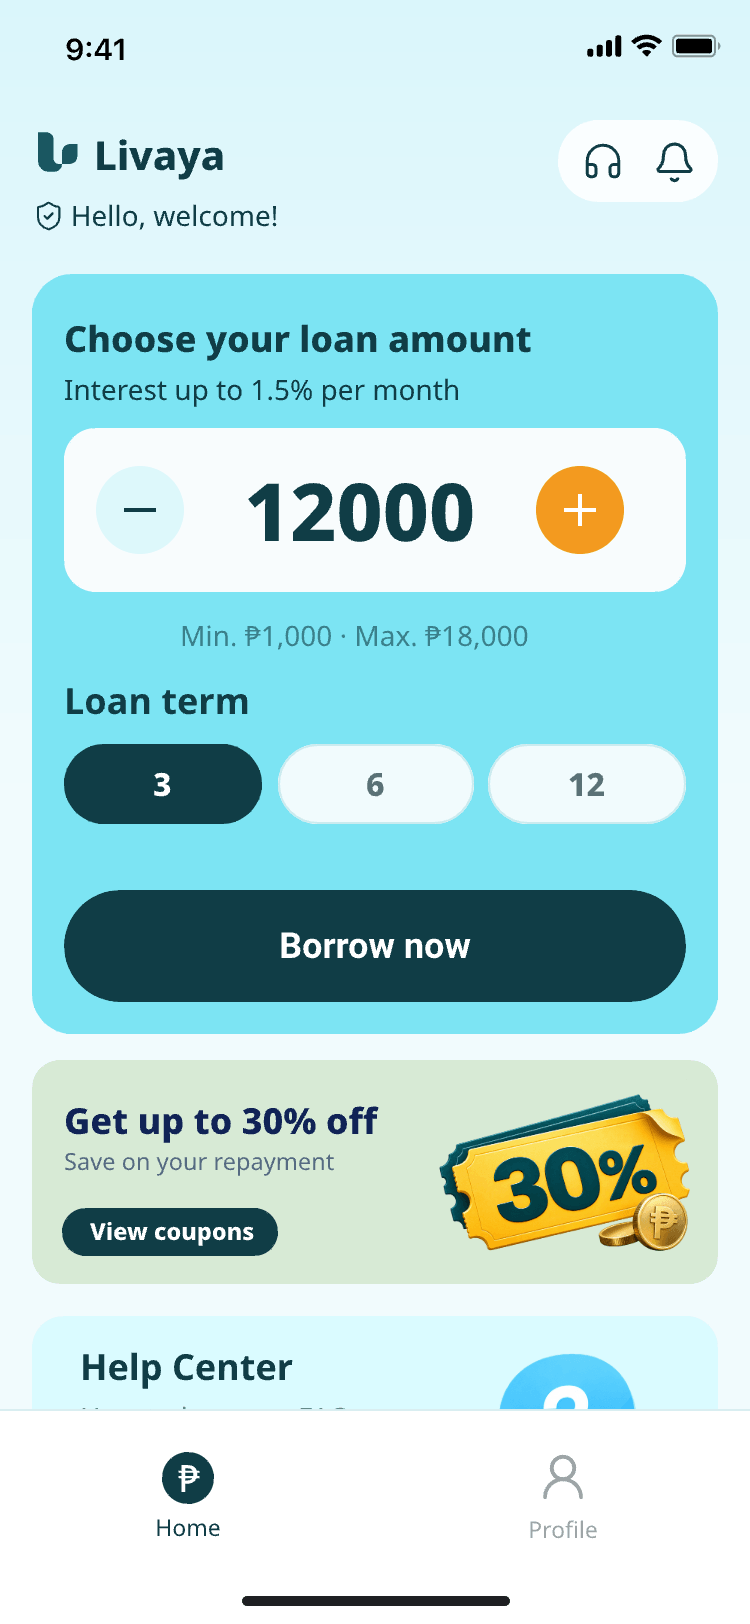 9:41
Livaya
Hello, welcome!
Choose your loan amount
Interest up to 1.5% per month
12000
Min. ₱1,000 · Max. ₱18,000
Loan term
3 6 12
Borrow now
Get up to 30% off
Save on your repayment
View coupons
30%
₱
Help Center
₱
Home
Profile